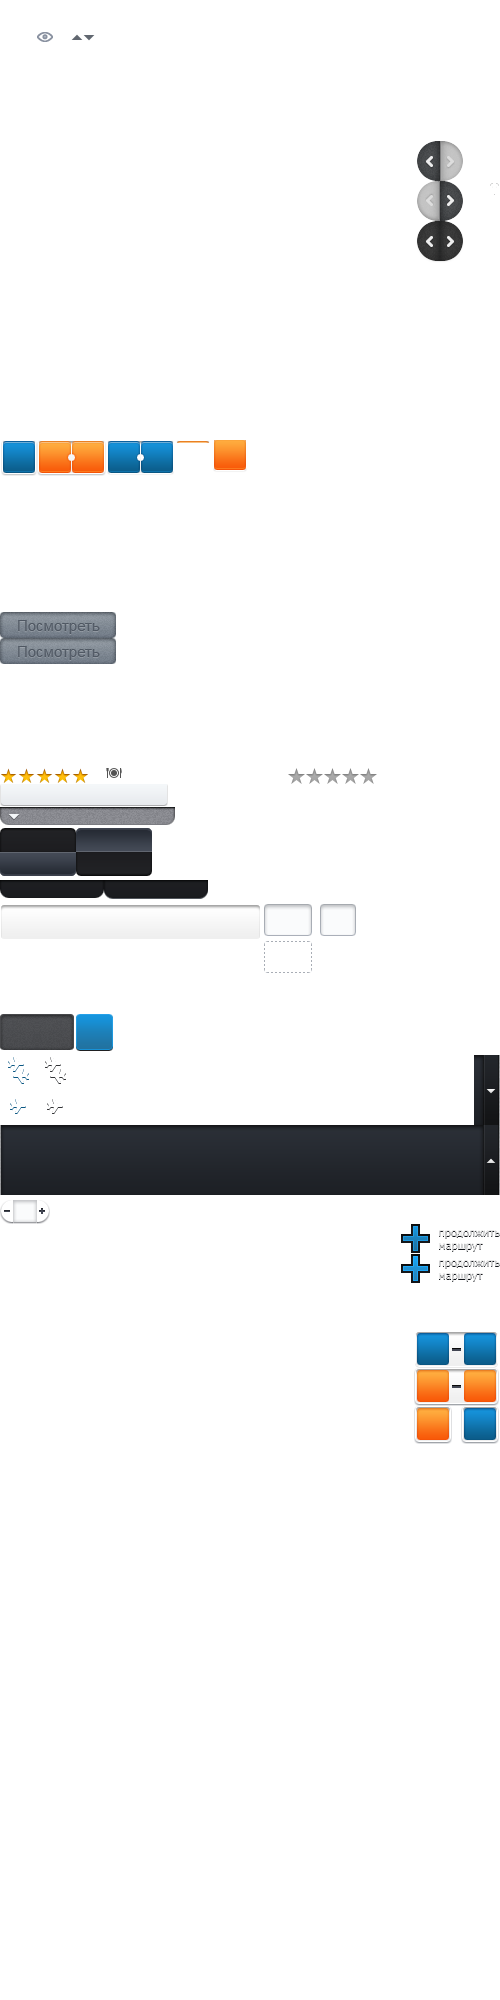 Посмотреть
Посмотреть
продолжить
маршрут
продолжить
маршрут